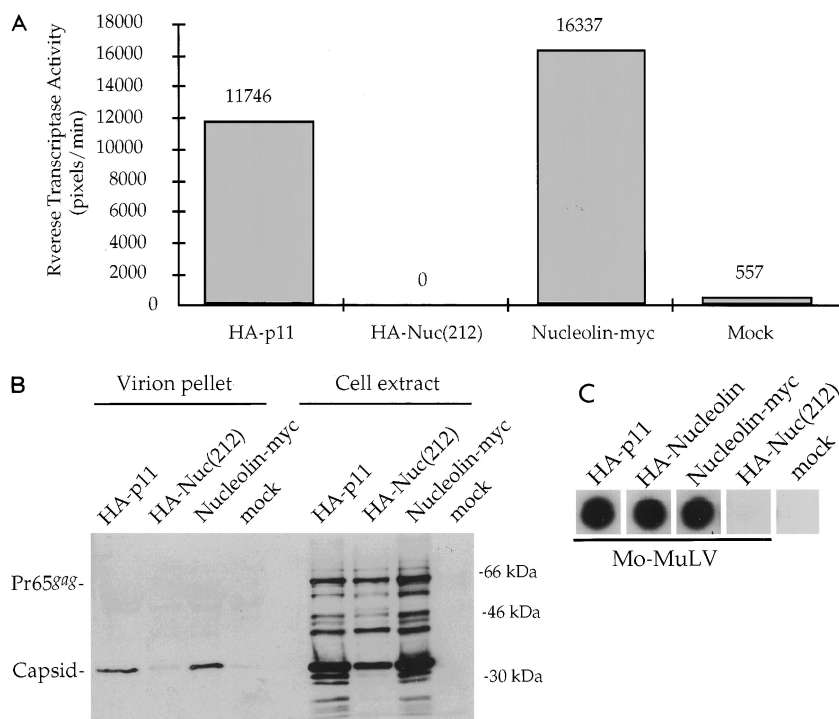 A
Rverese Transcriptase Activity
(pixels/min)
18000
16000
14000
12000
10000
8000
6000
4000
2000
0
11746
0
16337
557
HA-p11
HA-Nuc(212)
Nucleolin-myc
Mock
B
Virion pellet
Cell extract
HA-p11
HA-Nuc(212)
Nucleolin-myc
mock
HA-p11
HA-Nuc(212)
Nucleolin-myc
mock
Pr65gag-
Capsid-
-66 kDa
-46 kDa
-30 kDa
C
HA-p11
HA-Nucleolin
Nucleolin-myc
HA-Nuc(212)
mock
Mo-MuLV